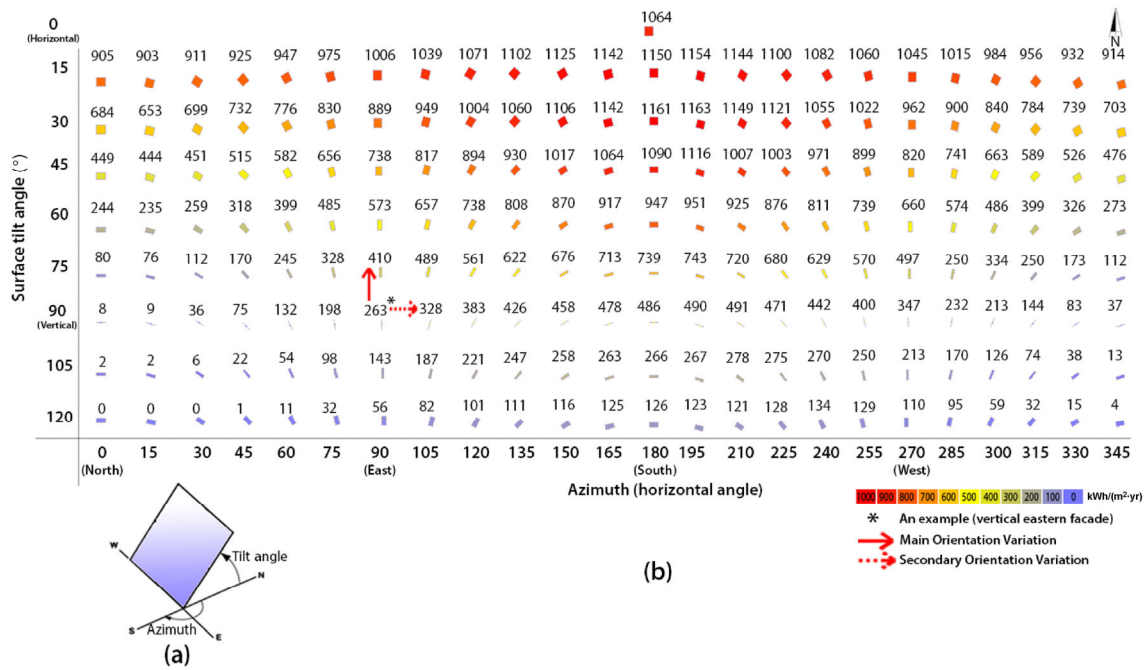 1064
0
(Horizontal)
N
905 903 911 925 947 975 1006 1039 1071 1102 1125 1142 1150 1154 1144 1100 1082 1060 1045 1015 984 956 932 914
15
684 653 699 732 776 830 889 949 1004 1060 1106 1142 1161 1163 1149 1121 1055 1022 962 900 840 784 739 703
30
449 444 451 515 582 656 738 817 894 930 1017 1064 1090 1116 1007 1003 971 899 820 741 663 589 526 476
45
244 235 259 318 399 485 573 657 738 808 870 917 947 951 925 876 811 739 660 574 486 399 326 273
60
80 76 112 170 245 328 410 489 561 622 676 713 739 743 720 680 629 570 497 250 334 250 173 112
75
8 9 36 75 132 198 263 * 328 383 426 458 478 486 490 491 471 442 400 347 232 213 144 83 37
90
(Vertical)
2 2 6 22 54 98 143 187 221 247 258 263 266 267 278 275 270 250 213 170 126 74 38 13
105
0 0 0 1 11 32 56 82 101 111 116 125 126 123 121 128 134 129 110 95 59 32 15 4
120
Surface tilt angle (°)
0 15 30 45 60 75 90 105 120 135 150 165 180 195 210 225 240 255 270 285 300 315 330 345
(North) (East) (South) (West)
Azimuth (horizontal angle)
1000 900 800 700 600 500 400 300 200 100 0 kWh/(m²·yr)
* An example (vertical eastern facade)
Main Orientation Variation
Secondary Orientation Variation
W
Tilt angle
N
S
Azimuth
E
(a)
(b)